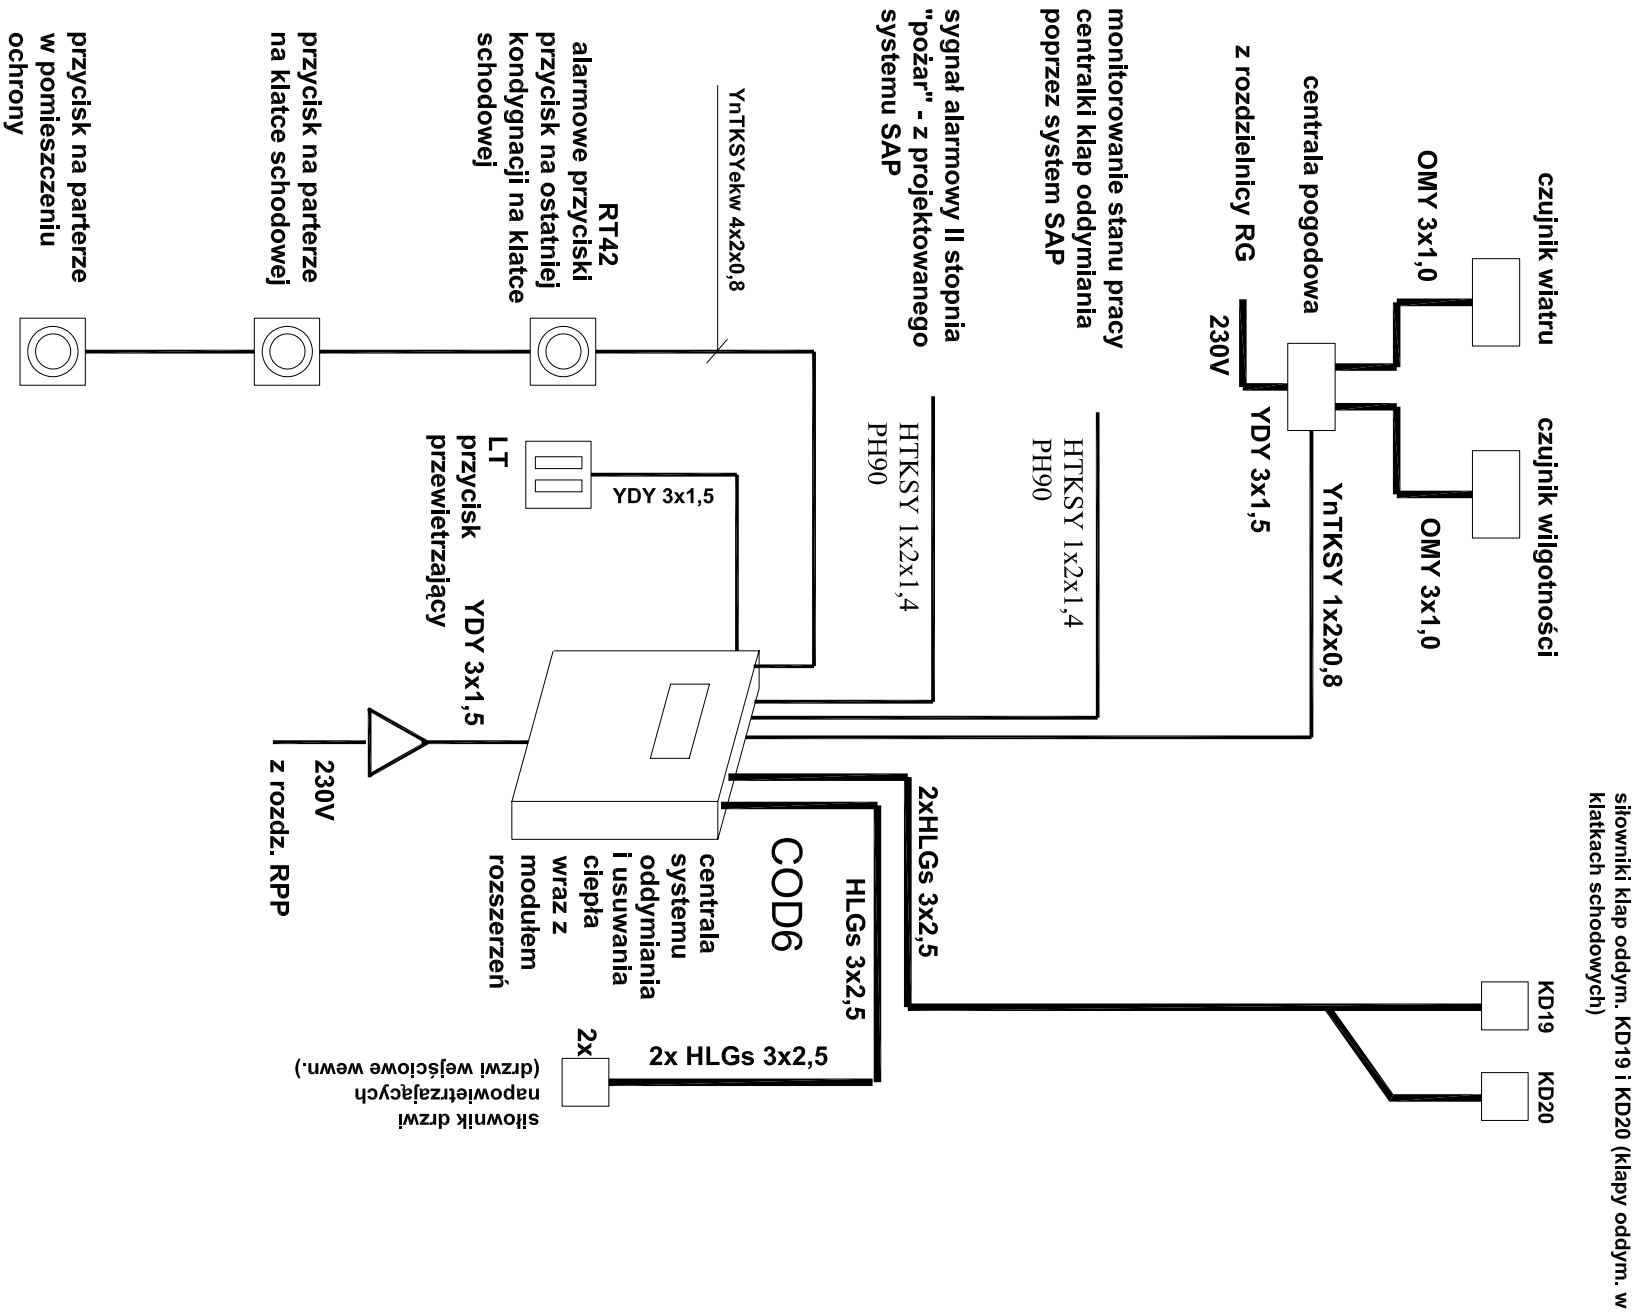 siłowniki klap oddym. KD19 i KD20 (klapy oddym. w
klatkach schodowych)
czujnik wiatru
czujnik wilgotności
KD19
KD20
OMY 3x1,0
OMY 3x1,0
centrala pogodowa
YnTKSY 1x2x0,8
z rozdzielnicy RG
230V
YDY 3x1,5
monitorowanie stanu pracy
centralki klap oddymiania
poprzez system SAP
HTKSY 1x2x1,4
PH90
sygnał alarmowy II stopnia
"pożar" - z projektowanego
systemu SAP
HTKSY 1x2x1,4
PH90
2xHLGs 3x2,5
HLGs 3x2,5
YnTKSYekw 4x2x0,8
COD6
centrala
systemu
oddymiania
i usuwania
ciepła
wraz z
modułem
rozszerzeń
2x HLGs 3x2,5
2x
siłownik drzwi
napowietrzających
(drzwi wejściowe wewn.)
RT42
alarmowe przyciski
przycisk na ostatniej
kondygnacji na klatce
schodowej
YDY 3x1,5
LT
przycisk
przewietrzający
YDY 3x1,5
230V
z rozdz. RPP
przycisk na parterze
na klatce schodowej
przycisk na parterze
w pomieszczeniu
ochrony